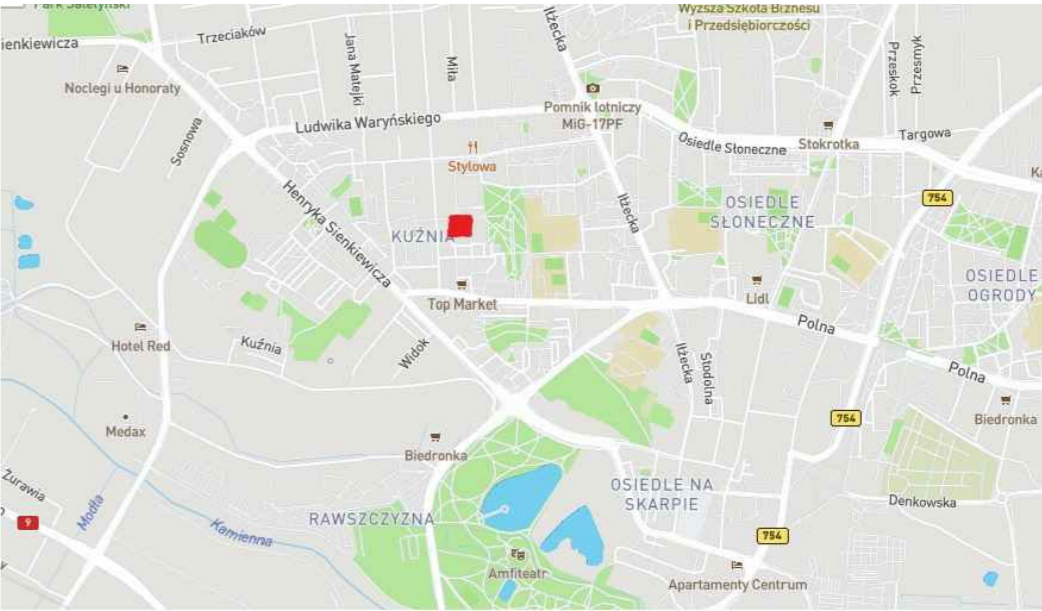 Park Saletyński
Wyższa Szkoła Biznesu
i Przedsiębiorczości
ienkiewicza
Trzeciaków
Jana Matejki
Miła
Iłżecka
Przeskok
Przesmyk
Noclegi u Honoraty
Pomnik lotniczy
MiG-17PF
Sosnowa
Ludwika Waryńskiego
Osiedle Słoneczne
Stokrotka
Targowa
Stylowa
Henryka Sienkiewicza
Iłżecka
754
OSIEDLE
SŁONECZNE
KUŹNIA
OSIEDLE
OGRODY
Top Market
Lidl
Polna
Hotel Red
Kuźnia
Widok
Iłżecka
Stodolna
Polna
754
Biedronka
Medax
Biedronka
Żurawia
Modła
9
Kamienna
RAWSZCZYZNA
OSIEDLE NA
SKARPIE
Denkowska
754
Amfiteatr
Apartamenty Centrum